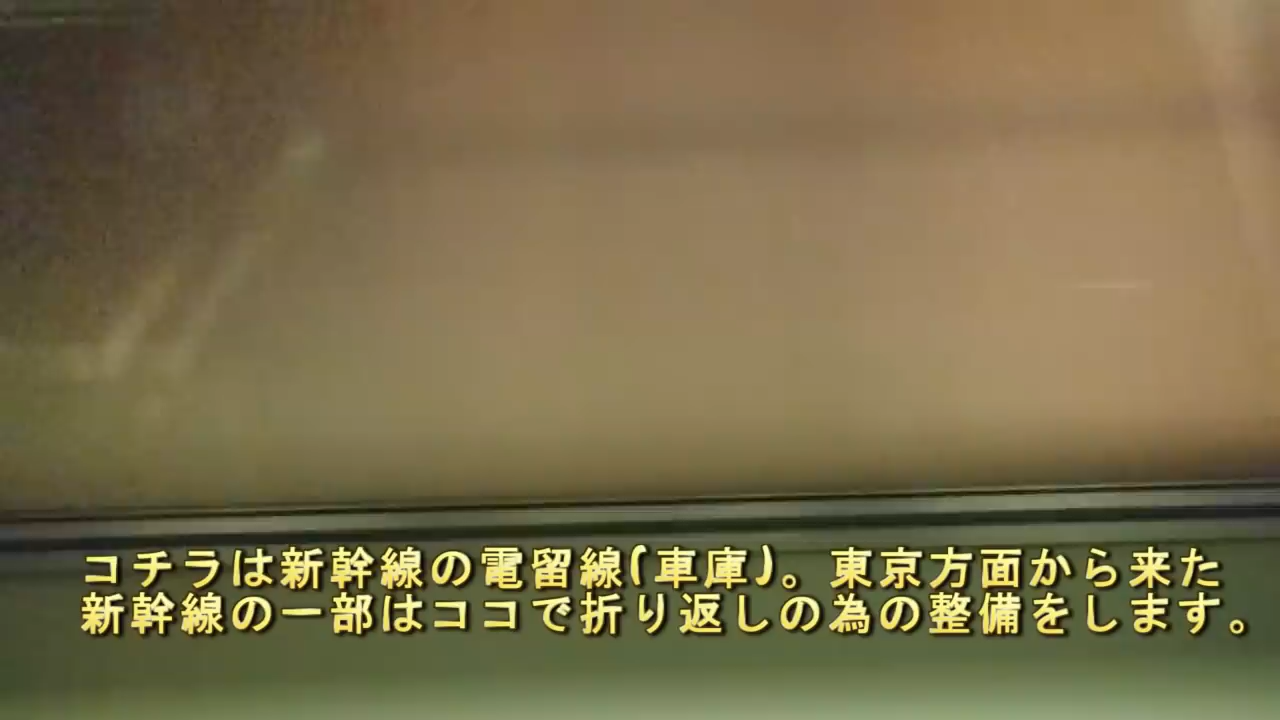 コチラは新幹線の電留線(車庫)。東京方面から来た
新幹線の一部はココで折り返しの為の整備をします。